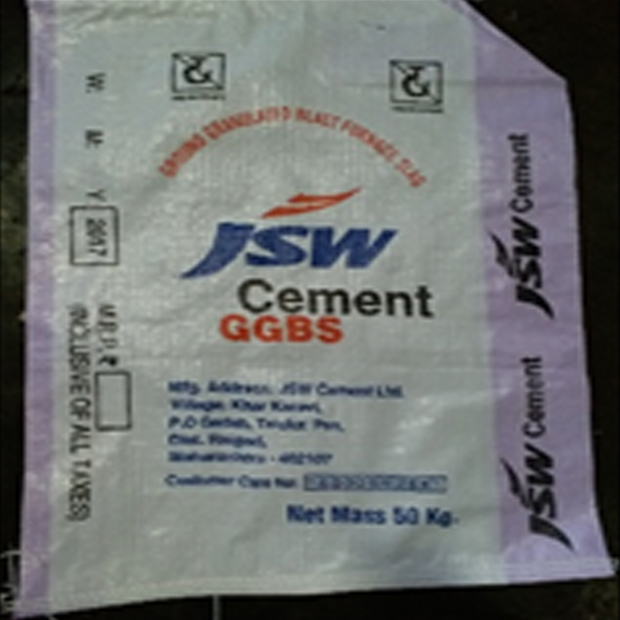 GROUND GRANULATED BLAST FURNACE SLAG
JSW
Cement
GGBS
Mfg. Address: JSW Cement Ltd.
Village: Khar Karavi,
P.O Gadab, Taluka: Pen,
Dist. Raigad,
Maharashtra - 402107
Customer Care No:
Net Mass 50 Kg.
W. M. Y 2017
M.R.P. ₹
(INCLUSIVE OF ALL TAXES)
JSW Cement
JSW Cement